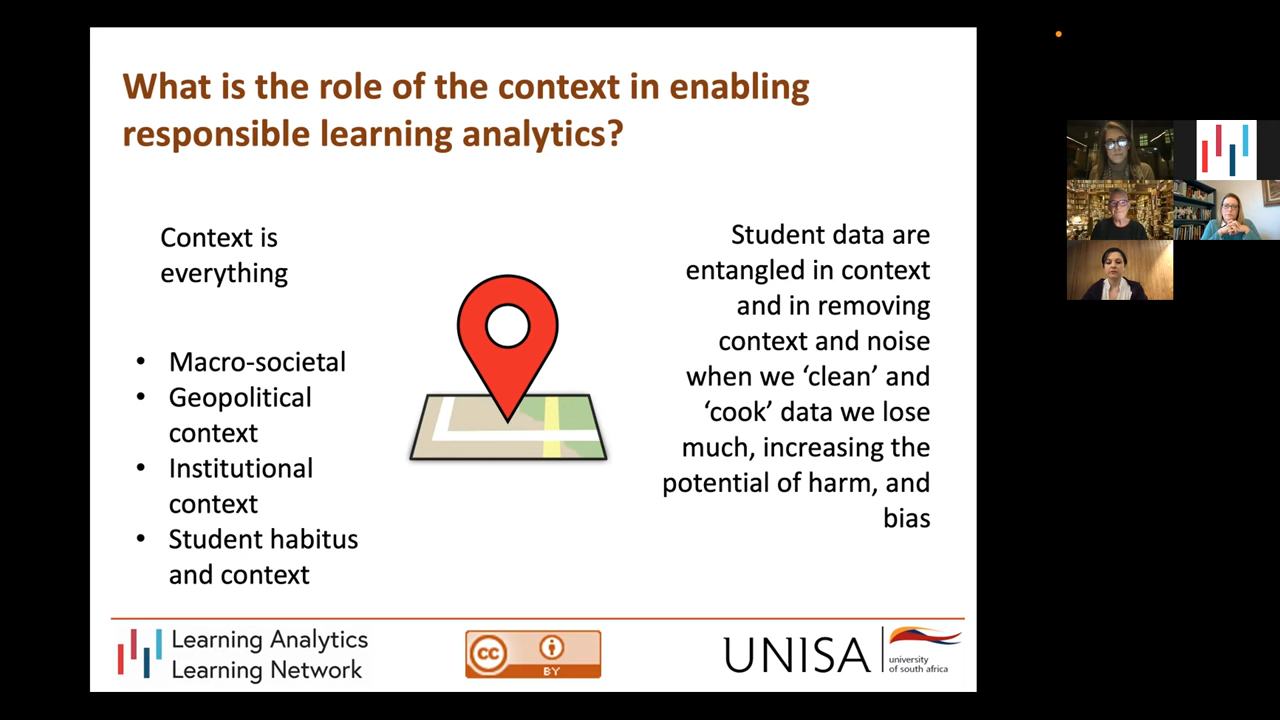 What is the role of the context in enabling
responsible learning analytics?
Context is
everything
• Macro-societal
• Geopolitical
context
• Institutional
context
• Student habitus
and context
Student data are
entangled in context
and in removing
context and noise
when we ‘clean’ and
‘cook’ data we lose
much, increasing the
potential of harm, and
bias
Learning Analytics
Learning Network
cc
BY
UNISA
university
of south africa